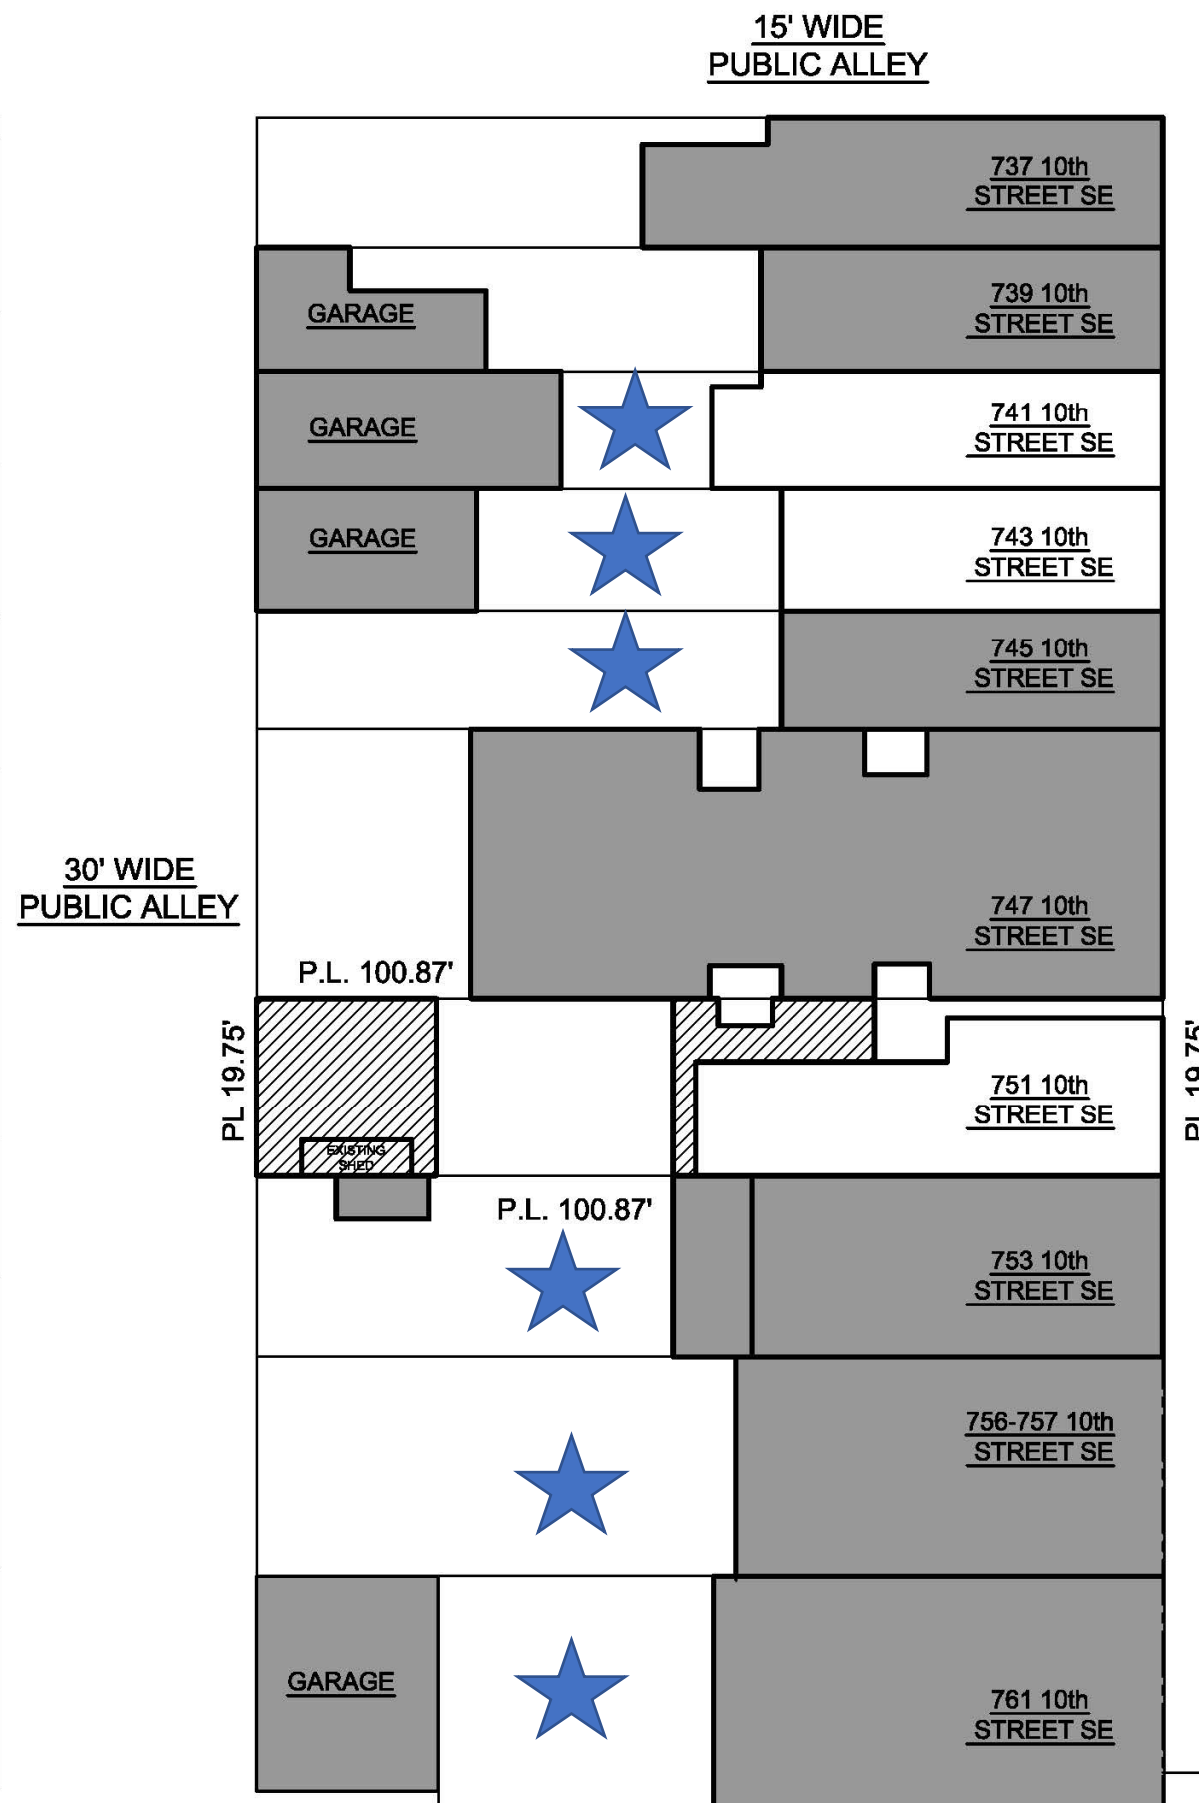 15' WIDE
PUBLIC ALLEY
737 10th
STREET SE
739 10th
STREET SE
GARAGE
741 10th
STREET SE
GARAGE
743 10th
STREET SE
GARAGE
745 10th
STREET SE
30' WIDE
PUBLIC ALLEY
747 10th
STREET SE
P.L. 100.87'
PL 19.75'
PL 19.75'
751 10th
STREET SE
EXISTING
SHED
P.L. 100.87'
753 10th
STREET SE
756-757 10th
STREET SE
GARAGE
761 10th
STREET SE